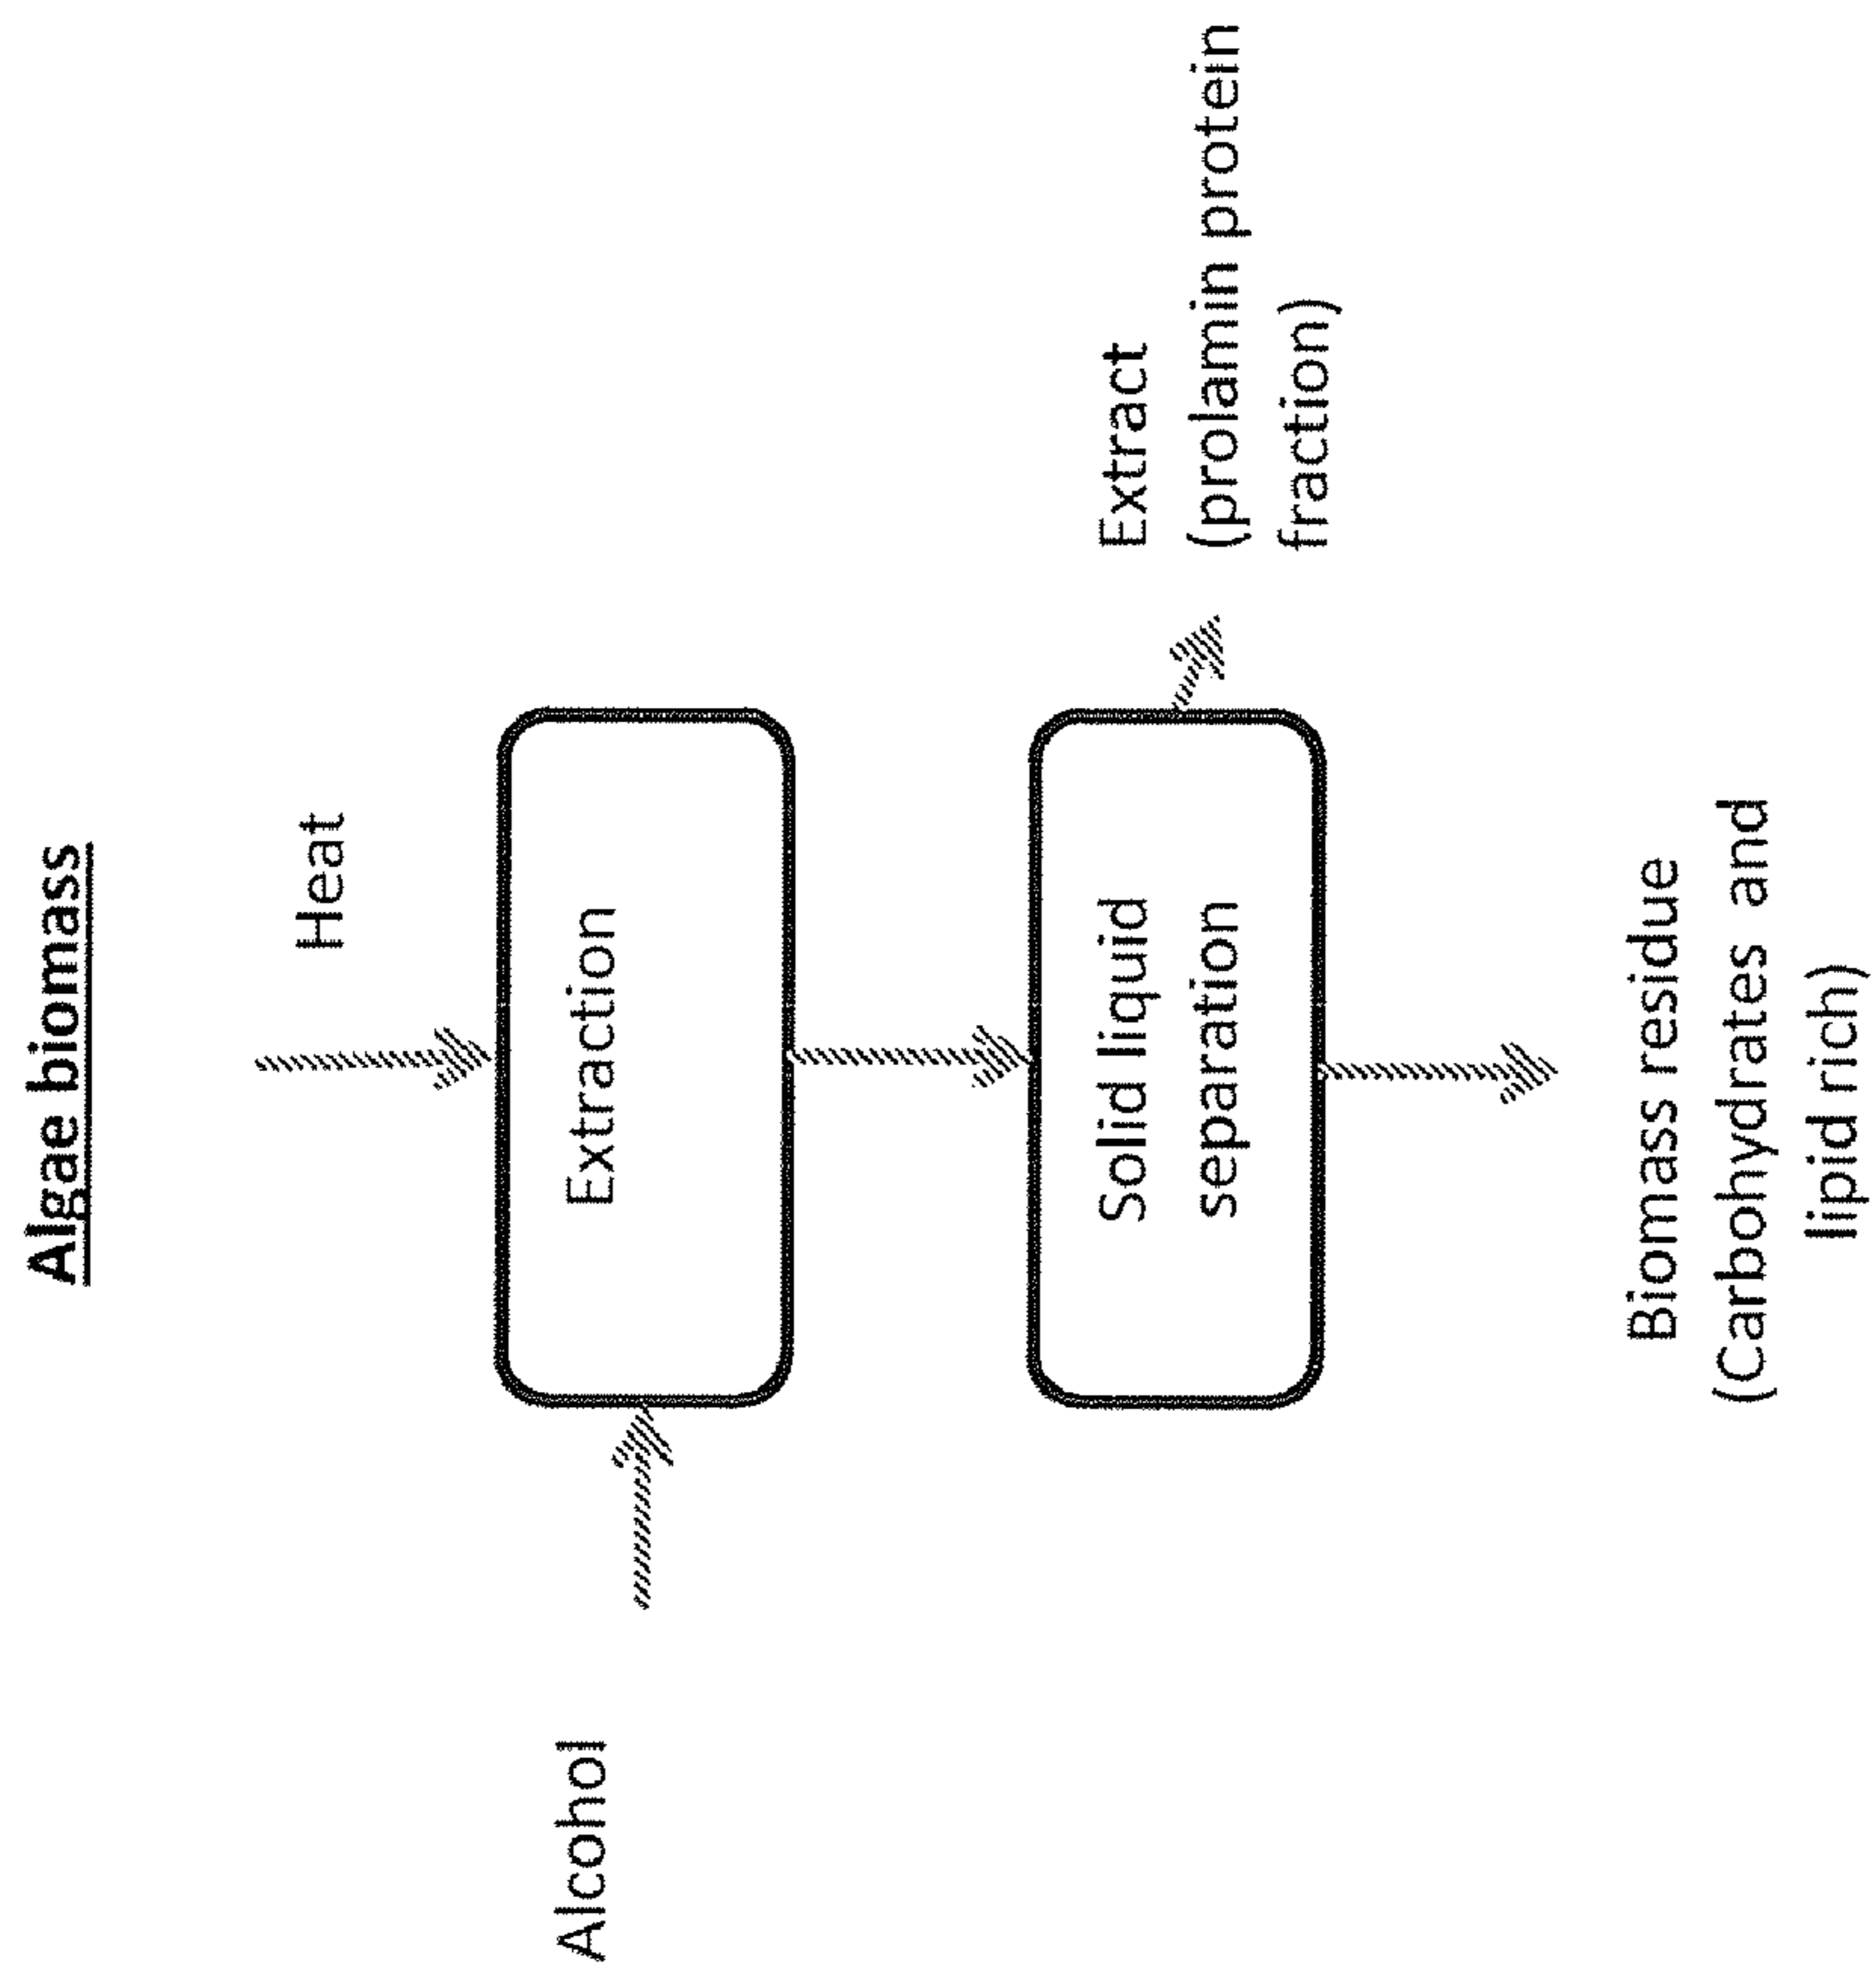 Algae biomass
Heat
Alcohol
Extraction
Solid liquid
separation
Extract
(prolamin protein
fraction)
Biomass residue
(Carbohydrates and
lipid rich)